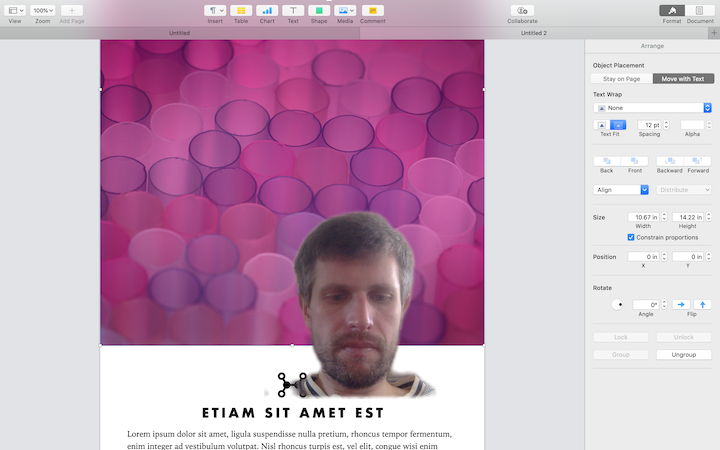 100%
View
Zoom
Add Page
Insert
Table
Chart
Text
Shape
Media
Comment
Collaborate
Format
Document
Untitled
Untitled 2
Arrange
Object Placement
Stay on Page
Move with Text
Text Wrap
None
12 pt
Text Fit
Spacing
Alpha
Back
Front
Backward
Forward
Align
Distribute
Size
10.67 in
14.22 in
Width
Height
Constrain proportions
Position
0 in
0 in
X
Y
Rotate
0°
Angle
Flip
Lock
Unlock
Group
Ungroup
ETIAM SIT AMET EST
Lorem ipsum dolor sit amet, ligula suspendisse nulla pretium, rhoncus tempor fermentum,
enim integer ad vestibulum volutpat. Nisl rhoncus turpis est, vel elit, congue wisi enim